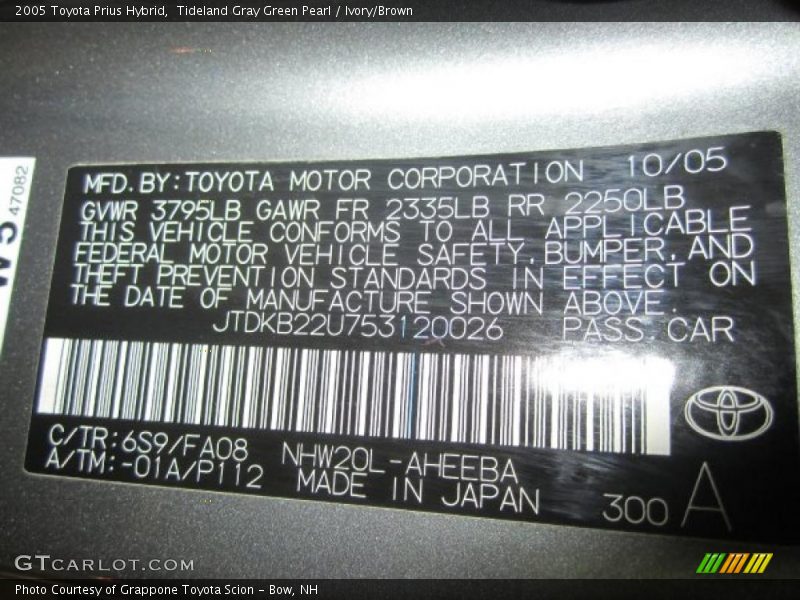 2005 Toyota Prius Hybrid,  Tideland Gray Green Pearl / Ivory/Brown
W5 47082
MFD. BY: TOYOTA MOTOR CORPORATION 10/05
GVWR 3795LB GAWR FR 2335LB RR 2250LB
THIS VEHICLE CONFORMS TO ALL APPLICABLE
FEDERAL MOTOR VEHICLE SAFETY, BUMPER, AND
THEFT PREVENTION STANDARDS IN EFFECT ON
THE DATE OF MANUFACTURE SHOWN ABOVE.
JTDKB22U753120026 PASS. CAR
C/TR: 6S9/FA08 NHW20L-AHEEBA
A/TM: -01A/P112 MADE IN JAPAN
300 A
GTCARLOT.COM
Photo Courtesy of Grappone Toyota Scion - Bow, NH